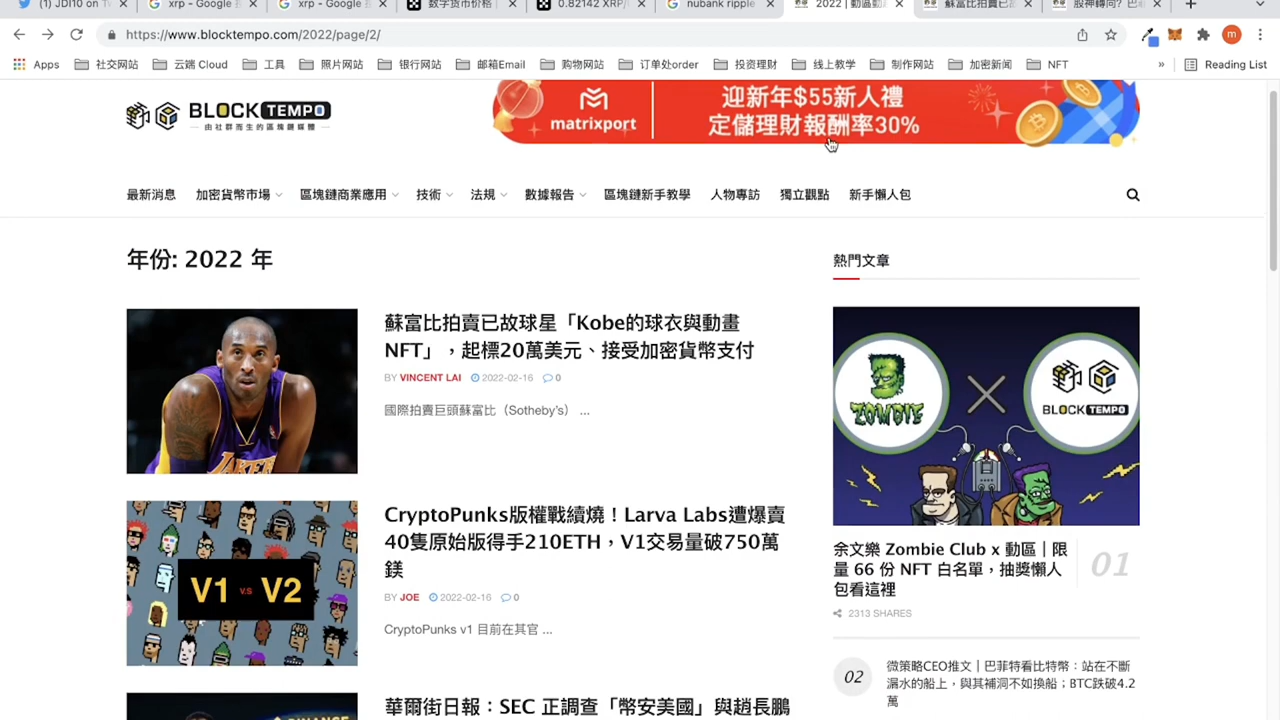 (1) JDI10 on Tw
xrp - Google
xrp - Google
数字货币价格
0.82142 XRP/
nubank ripple
2022 | 動區動
蘇富比拍賣已故
股神轉向? 巴
https://www.blocktempo.com/2022/page/2/
m
Apps 社交网站 云端 Cloud 工具 照片网站 银行网站 邮箱Email 购物网站 订单处order 投资理财 线上教学 制作网站 加密新闻 NFT » Reading List
BLOCKTEMPO
由社群而生的區塊鏈媒體
matrixport
迎新年$55新人禮
定儲理財報酬率30%
最新消息 加密貨幣市場 區塊鏈商業應用 技術 法規 數據報告 區塊鏈新手教學 人物專訪 獨立觀點 新手懶人包
年份: 2022 年
蘇富比拍賣已故球星「Kobe的球衣與動畫
NFT」，起標20萬美元、接受加密貨幣支付
BY VINCENT LAI 2022-02-16 0
國際拍賣巨頭蘇富比（Sotheby's） ...
LAKERS
CryptoPunks版權戰續燒！Larva Labs遭爆賣
40隻原始版得手210ETH，V1交易量破750萬
鎂
BY JOE 2022-02-16 0
CryptoPunks v1 目前在其官 ...
V1 V.S V2
華爾街日報：SEC 正調查「幣安美國」與趙長鵬
BINANCE
熱門文章
ZOMBIE
BLOCKTEMPO
余文樂 Zombie Club x 動區｜限
量 66 份 NFT 白名單，抽獎懶人
包看這裡
01
2313 SHARES
02
微策略CEO推文｜巴菲特看比特幣：站在不斷
漏水的船上，與其補洞不如換船；BTC跌破4.2
萬